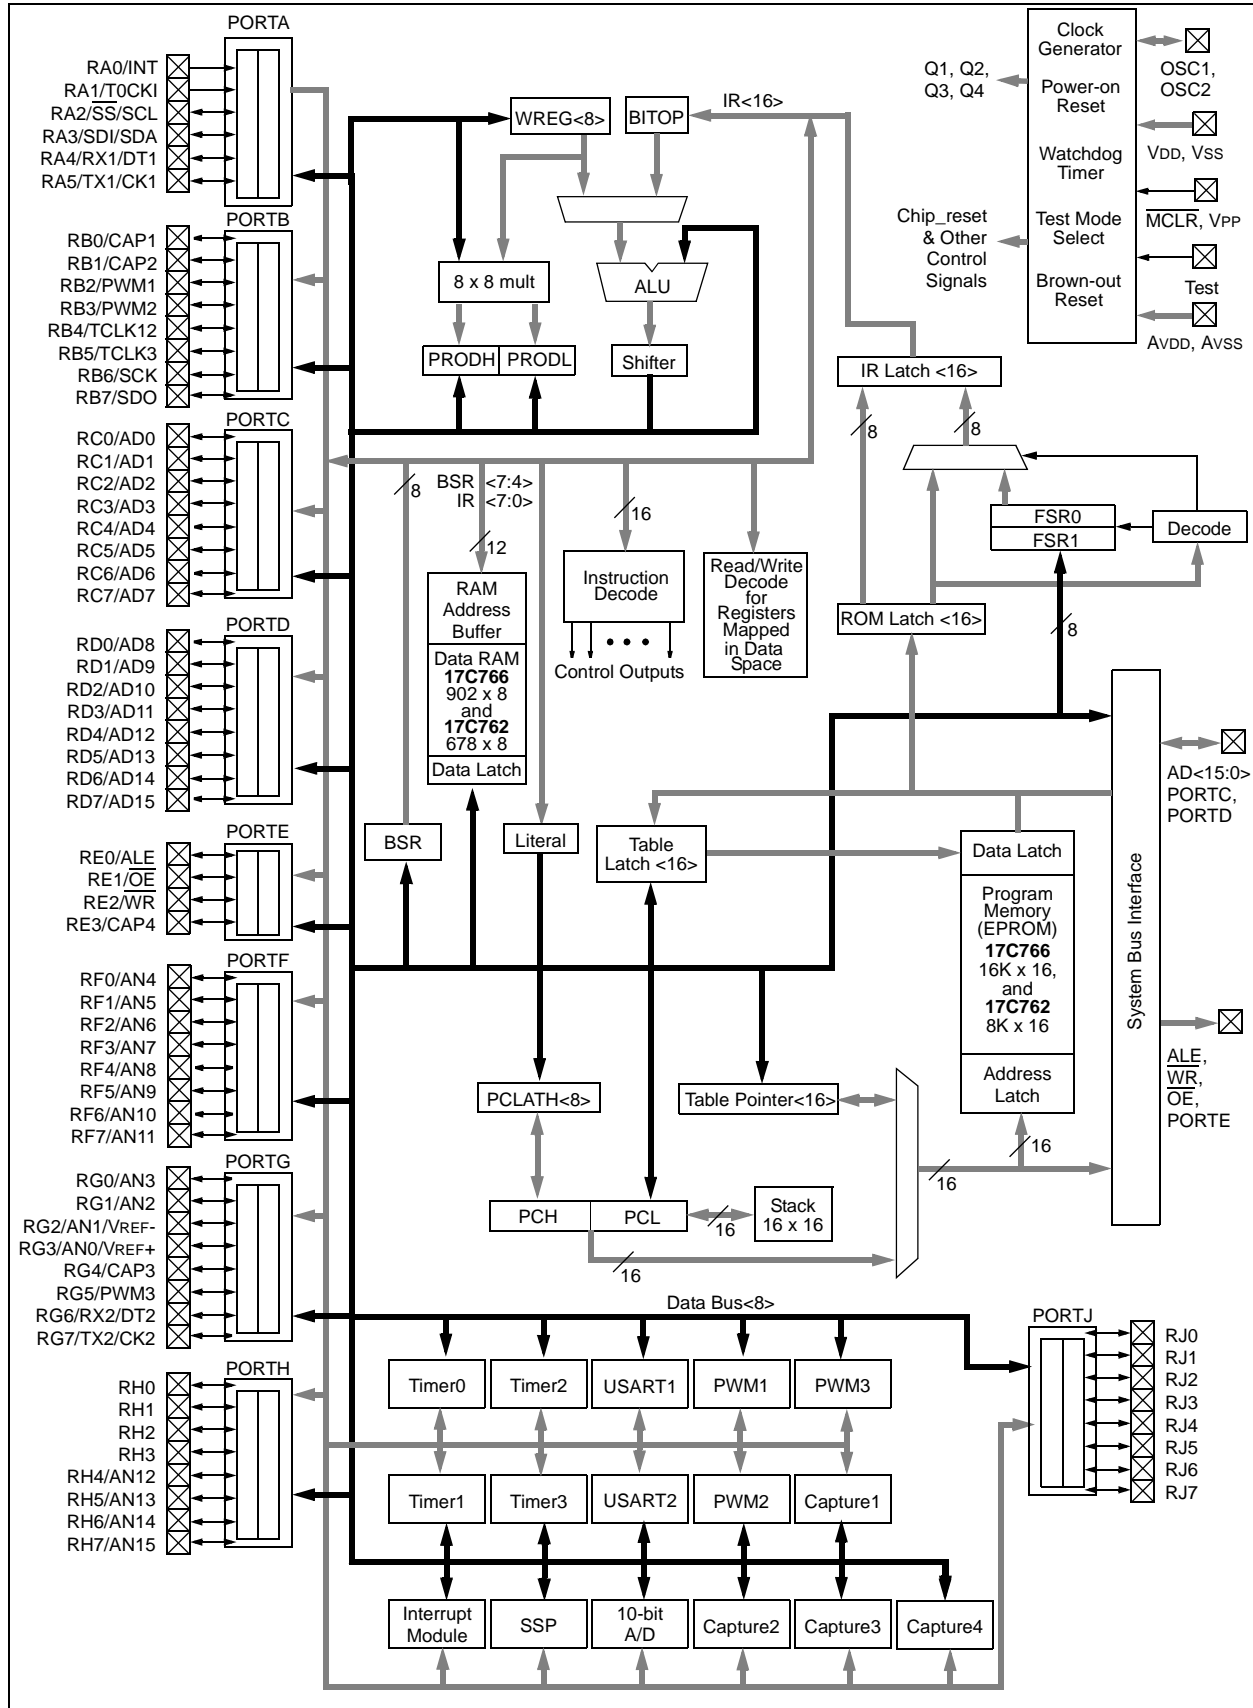 PORTA
RA0/INT
RA1/T0CKI
RA2/SS/SCL
RA3/SDI/SDA
RA4/RX1/DT1
RA5/TX1/CK1
PORTB
RB0/CAP1
RB1/CAP2
RB2/PWM1
RB3/PWM2
RB4/TCLK12
RB5/TCLK3
RB6/SCK
RB7/SDO
PORTC
RC0/AD0
RC1/AD1
RC2/AD2
RC3/AD3
RC4/AD4
RC5/AD5
RC6/AD6
RC7/AD7
PORTD
RD0/AD8
RD1/AD9
RD2/AD10
RD3/AD11
RD4/AD12
RD5/AD13
RD6/AD14
RD7/AD15
PORTE
RE0/ALE
RE1/OE
RE2/WR
RE3/CAP4
PORTF
RF0/AN4
RF1/AN5
RF2/AN6
RF3/AN7
RF4/AN8
RF5/AN9
RF6/AN10
RF7/AN11
PORTG
RG0/AN3
RG1/AN2
RG2/AN1/VREF-
RG3/AN0/VREF+
RG4/CAP3
RG5/PWM3
RG6/RX2/DT2
RG7/TX2/CK2
PORTH
RH0
RH1
RH2
RH3
RH4/AN12
RH5/AN13
RH6/AN14
RH7/AN15
WREG<8>
BITOP
IR<16>
8 x 8 mult
ALU
PRODH
PRODL
Shifter
Q1, Q2,
Q3, Q4
Chip_reset
& Other
Control
Signals
Clock
Generator
Power-on
Reset
Watchdog
Timer
Test Mode
Select
Brown-out
Reset
OSC1,
OSC2
VDD, VSS
MCLR, VPP
Test
AVDD, AVSS
IR Latch <16>
8
8
FSR0
FSR1
Decode
ROM Latch <16>
8
8
BSR <7:4>
IR <7:0>
12
16
RAM
Address
Buffer
Data RAM
17C766
902 x 8
and
17C762
678 x 8
Data Latch
Instruction
Decode
Control Outputs
Read/Write
Decode
for
Registers
Mapped
in Data
Space
BSR
Literal
Table
Latch <16>
Data Latch
Program
Memory
(EPROM)
17C766
16K x 16,
and
17C762
8K x 16
Address
Latch
16
System Bus Interface
AD<15:0>
PORTC,
PORTD
ALE,
WR,
OE,
PORTE
PCLATH<8>
Table Pointer<16>
16
PCH
PCL
16
Stack
16 x 16
16
Data Bus<8>
PORTJ
RJ0
RJ1
RJ2
RJ3
RJ4
RJ5
RJ6
RJ7
Timer0
Timer2
USART1
PWM1
PWM3
Timer1
Timer3
USART2
PWM2
Capture1
Interrupt
Module
SSP
10-bit
A/D
Capture2
Capture3
Capture4